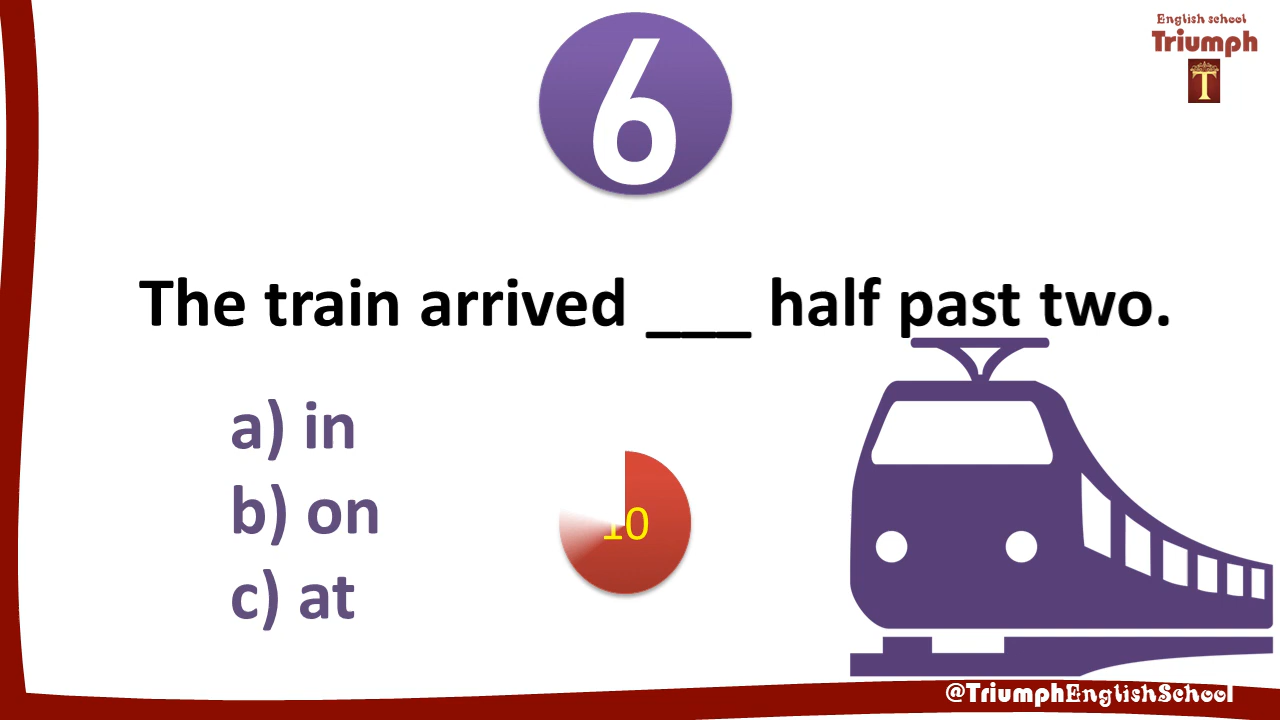 6
English school
Triumph
T
The train arrived ___ half past two.
a) in
b) on
c) at
10
@TriumphEnglishSchool